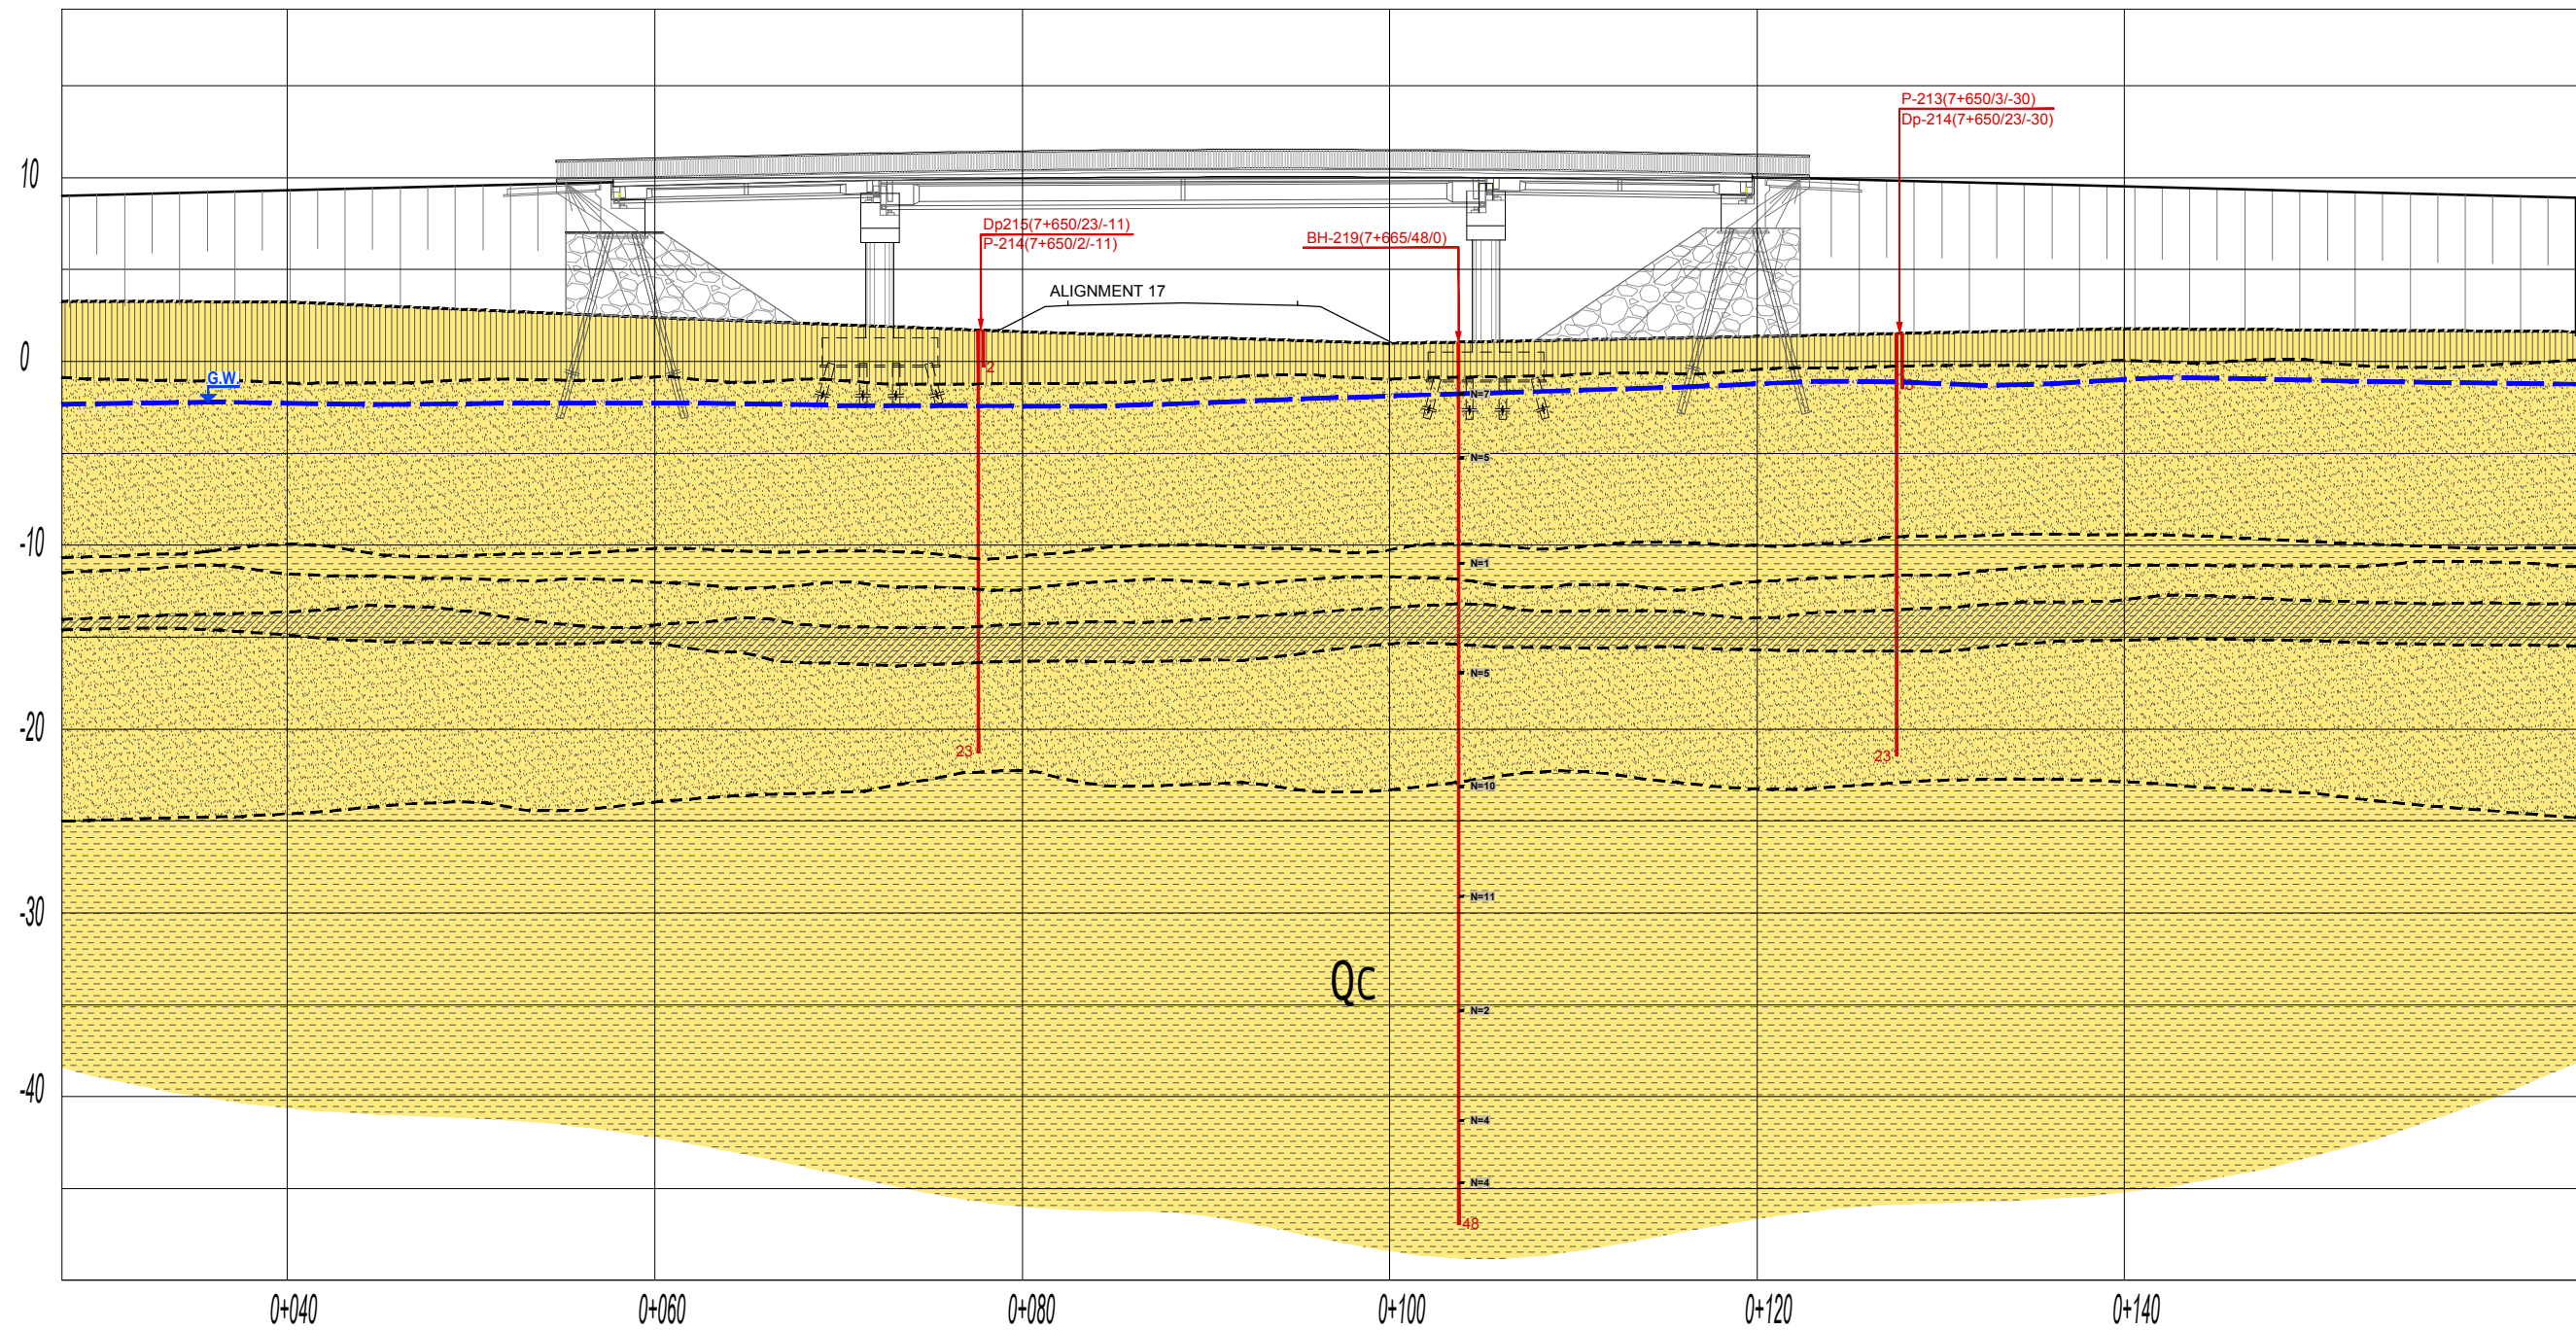 P-213(7+650/3/-30)
Dp-214(7+650/23/-30)
10
Dp215(7+650/23/-11)
P-214(7+650/2/-11)
BH-219(7+665/48/0)
ALIGNMENT 17
0
2
G.W.
N=7
N=5
-10
N=1
N=5
-20
23
23
N=10
N=11
-30
Qc
N=2
-40
N=4
N=4
48
0+040
0+060
0+080
0+100
0+120
0+140